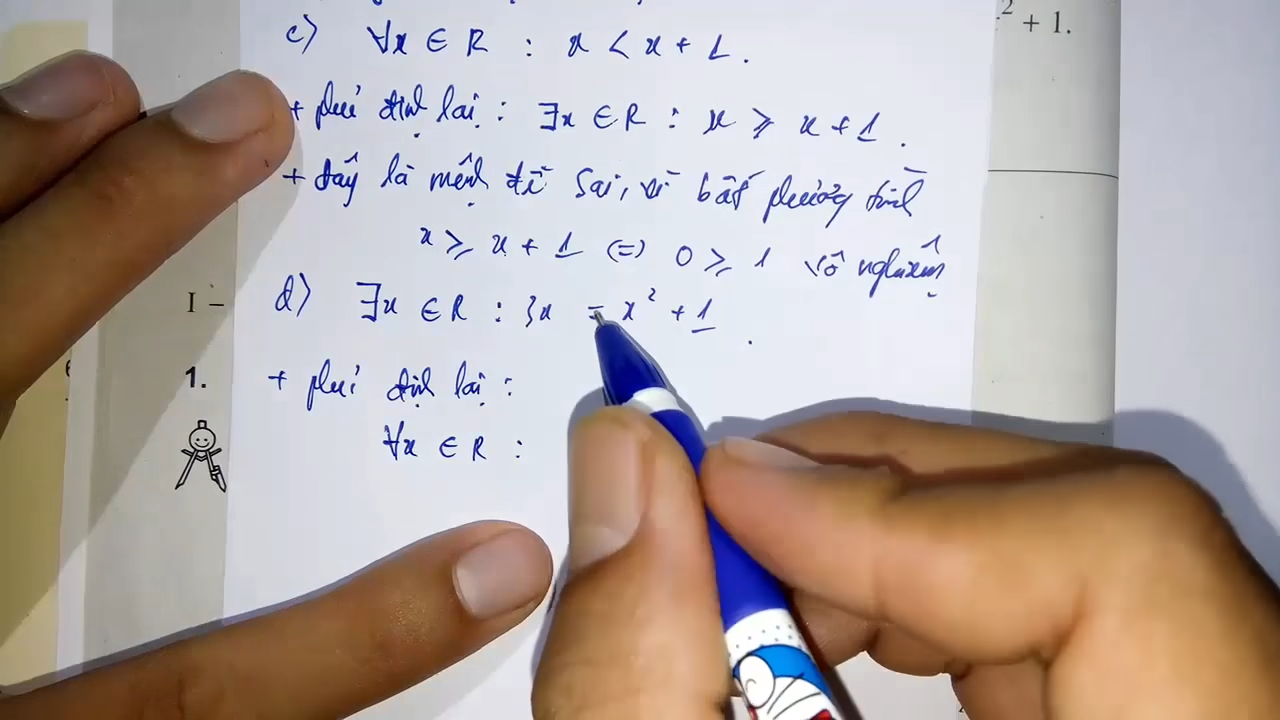 ² + 1.
c) ∀x ∈ R : x < x + 1.
+ phủ định lại : ∃x ∈ R : x ⩾ x + 1.
+ đây là mệnh đề sai, vì bất phương trình
x ⩾ x + 1 (=) 0 ⩾ 1 vô nghiệm
I –
d) ∃x ∈ R : 3x = x² + 1.
1.
+ phủ định lại :
∀x ∈ R :